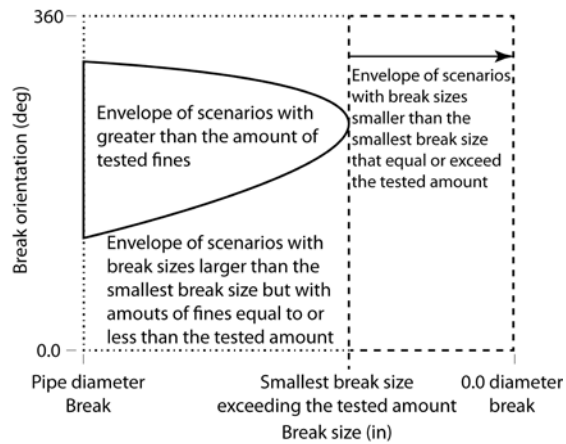 360
Break orientation (deg)
0.0
Envelope of scenarios with
greater than the amount of
tested fines
Envelope of scenarios
with break sizes
smaller than the
smallest break size
that equal or exceed
the tested amount
Envelope of scenarios with
break sizes larger than the
smallest break size but with
amouts of fines equal to or
less than the tested amount
Pipe diameter
Break
Smallest break size
exceeding the tested amount
0.0 diameter
break
Break size (in)